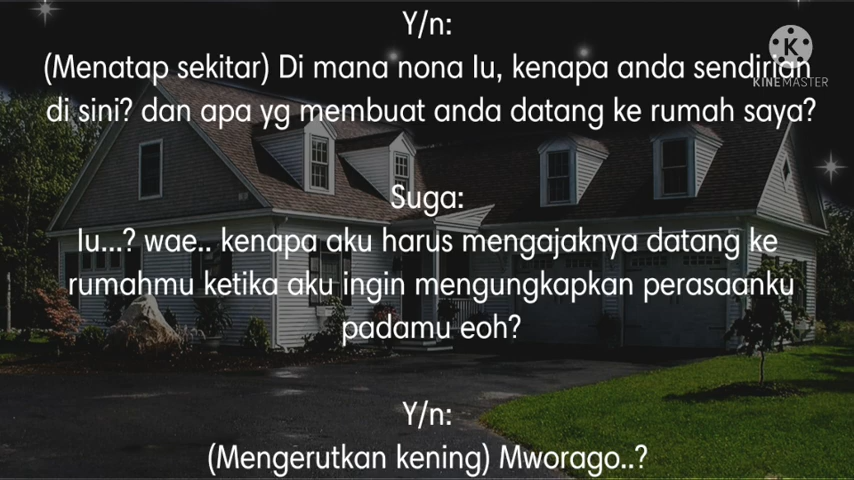 Y/n:
(Menatap sekitar) Di mana nona Iu, kenapa anda sendirian
K
KINEMASTER
di sini? dan apa yg membuat anda datang ke rumah saya?
Suga:
Iu...? wae.. kenapa aku harus mengajaknya datang ke
rumahmu ketika aku ingin mengungkapkan perasaanku
padamu eoh?
Y/n:
(Mengerutkan kening) Mworago..?